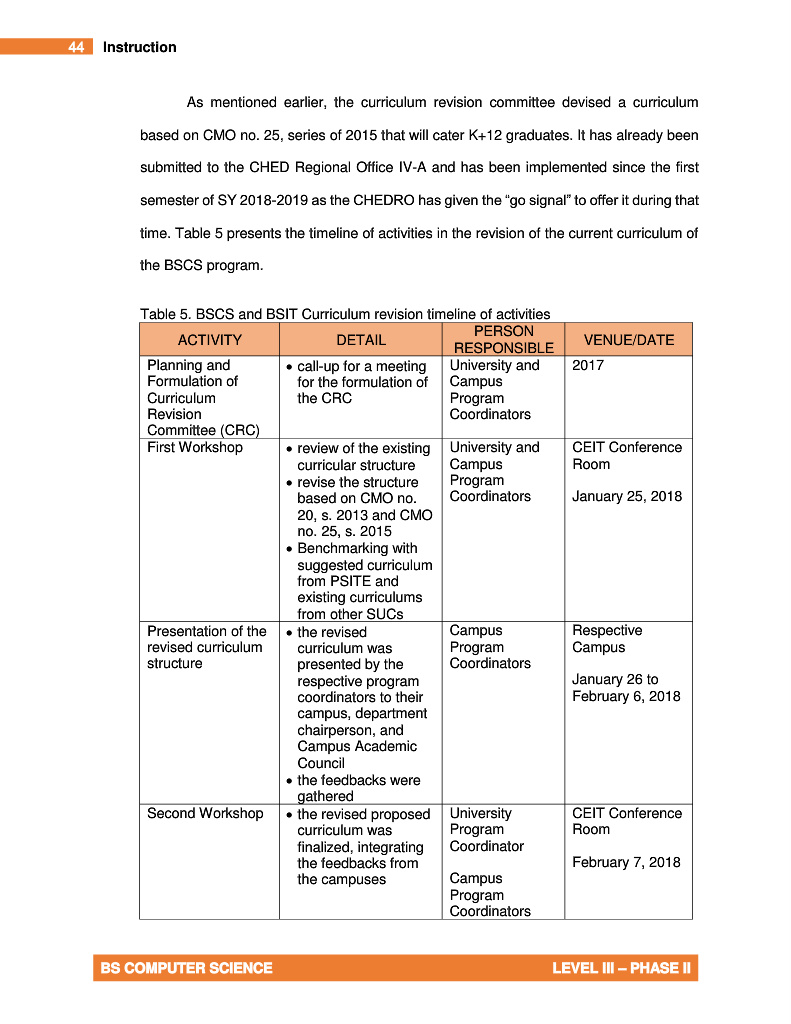 44 Instruction
As mentioned earlier, the curriculum revision committee devised a curriculum
based on CMO no. 25, series of 2015 that will cater K+12 graduates. It has already been
submitted to the CHED Regional Office IV-A and has been implemented since the first
semester of SY 2018-2019 as the CHEDRO has given the “go signal” to offer it during that
time. Table 5 presents the timeline of activities in the revision of the current curriculum of
the BSCS program.
Table 5. BSCS and BSIT Curriculum revision timeline of activities
ACTIVITY
DETAIL
PERSON
RESPONSIBLE
VENUE/DATE
Planning and
Formulation of
Curriculum
Revision
Committee (CRC)
• call-up for a meeting
for the formulation of
the CRC
University and
Campus
Program
Coordinators
2017
First Workshop
• review of the existing
curricular structure
• revise the structure
based on CMO no.
20, s. 2013 and CMO
no. 25, s. 2015
• Benchmarking with
suggested curriculum
from PSITE and
existing curriculums
from other SUCs
University and
Campus
Program
Coordinators
CEIT Conference
Room
January 25, 2018
Presentation of the
revised curriculum
structure
• the revised
curriculum was
presented by the
respective program
coordinators to their
campus, department
chairperson, and
Campus Academic
Council
• the feedbacks were
gathered
Campus
Program
Coordinators
Respective
Campus
January 26 to
February 6, 2018
Second Workshop
• the revised proposed
curriculum was
finalized, integrating
the feedbacks from
the campuses
University
Program
Coordinator
Campus
Program
Coordinators
CEIT Conference
Room
February 7, 2018
BS COMPUTER SCIENCE
LEVEL III – PHASE II